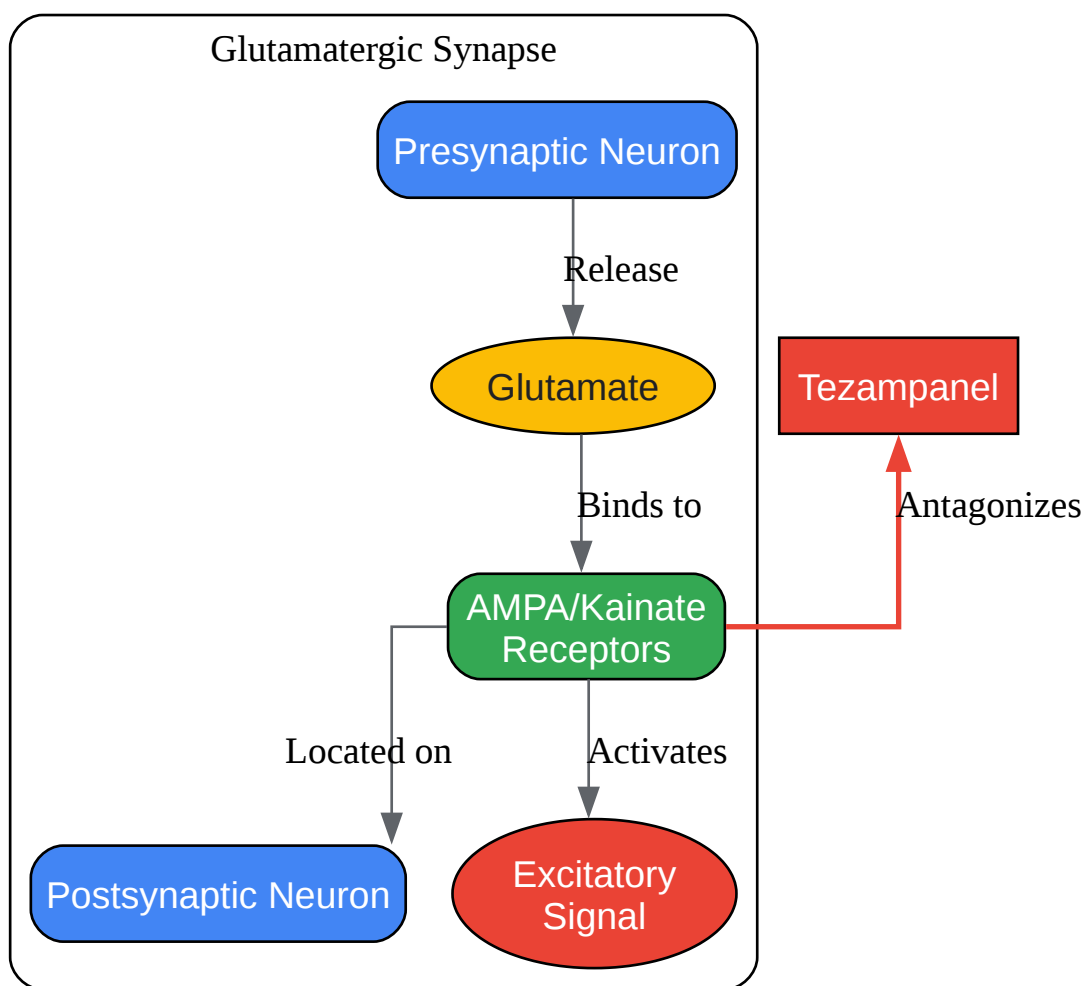 Glutamatergic Synapse
Presynaptic Neuron
Release
Glutamate
Tezampanel
Binds to
Antagonizes
AMPA/Kainate
Receptors
Located on
Activates
Postsynaptic Neuron
Excitatory
Signal